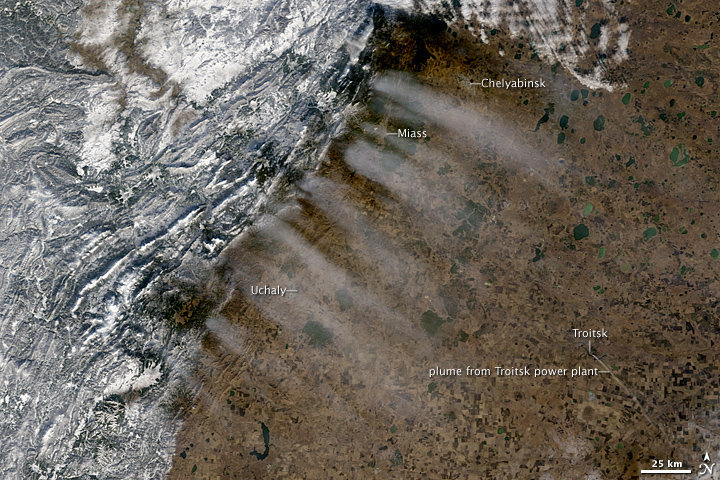 Chelyabinsk
Miass
Uchaly
Troitsk
plume from Troitsk power plant
25 km
N